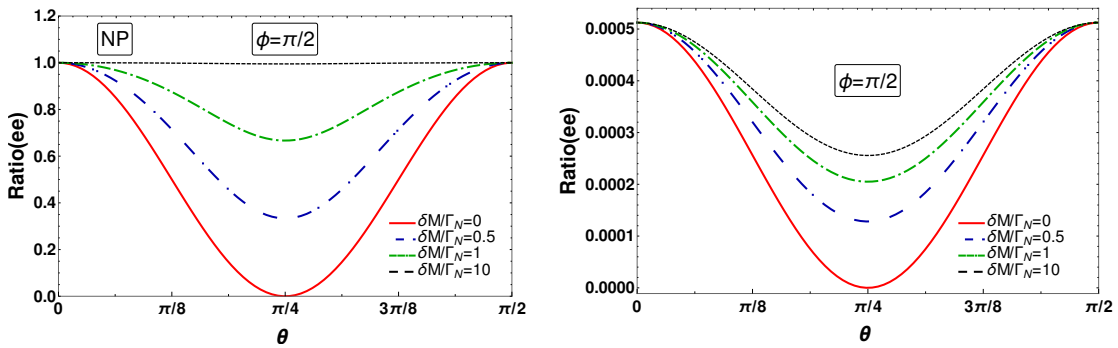 NP
ϕ=π/2
Ratio(ee)
1.2
1.0
0.8
0.6
0.4
0.2
0.0
δM/Γ_N=0
δM/Γ_N=0.5
δM/Γ_N=1
δM/Γ_N=10
0 π/8 π/4 3π/8 π/2
θ
ϕ=π/2
Ratio(ee)
0.0005
0.0004
0.0003
0.0002
0.0001
0.0000
δM/Γ_N=0
δM/Γ_N=0.5
δM/Γ_N=1
δM/Γ_N=10
0 π/8 π/4 3π/8 π/2
θ